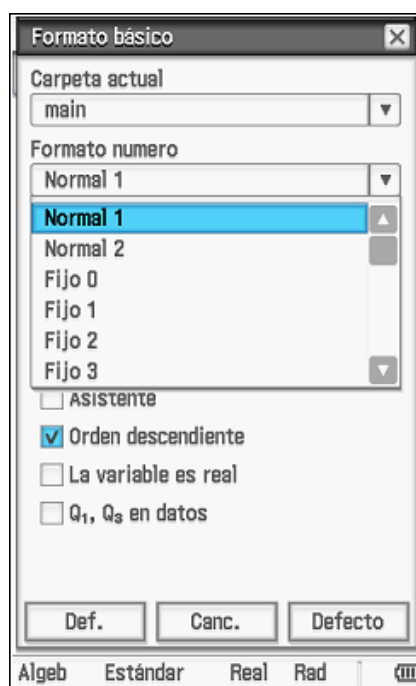 Formato básico
Carpeta actual
main
Formato numero
Normal 1
Normal 1
Normal 2
Fijo 0
Fijo 1
Fijo 2
Fijo 3
Asistente
Orden descendiente
La variable es real
Q₁, Q₃ en datos
Def. Canc. Defecto
Algeb Estándar Real Rad